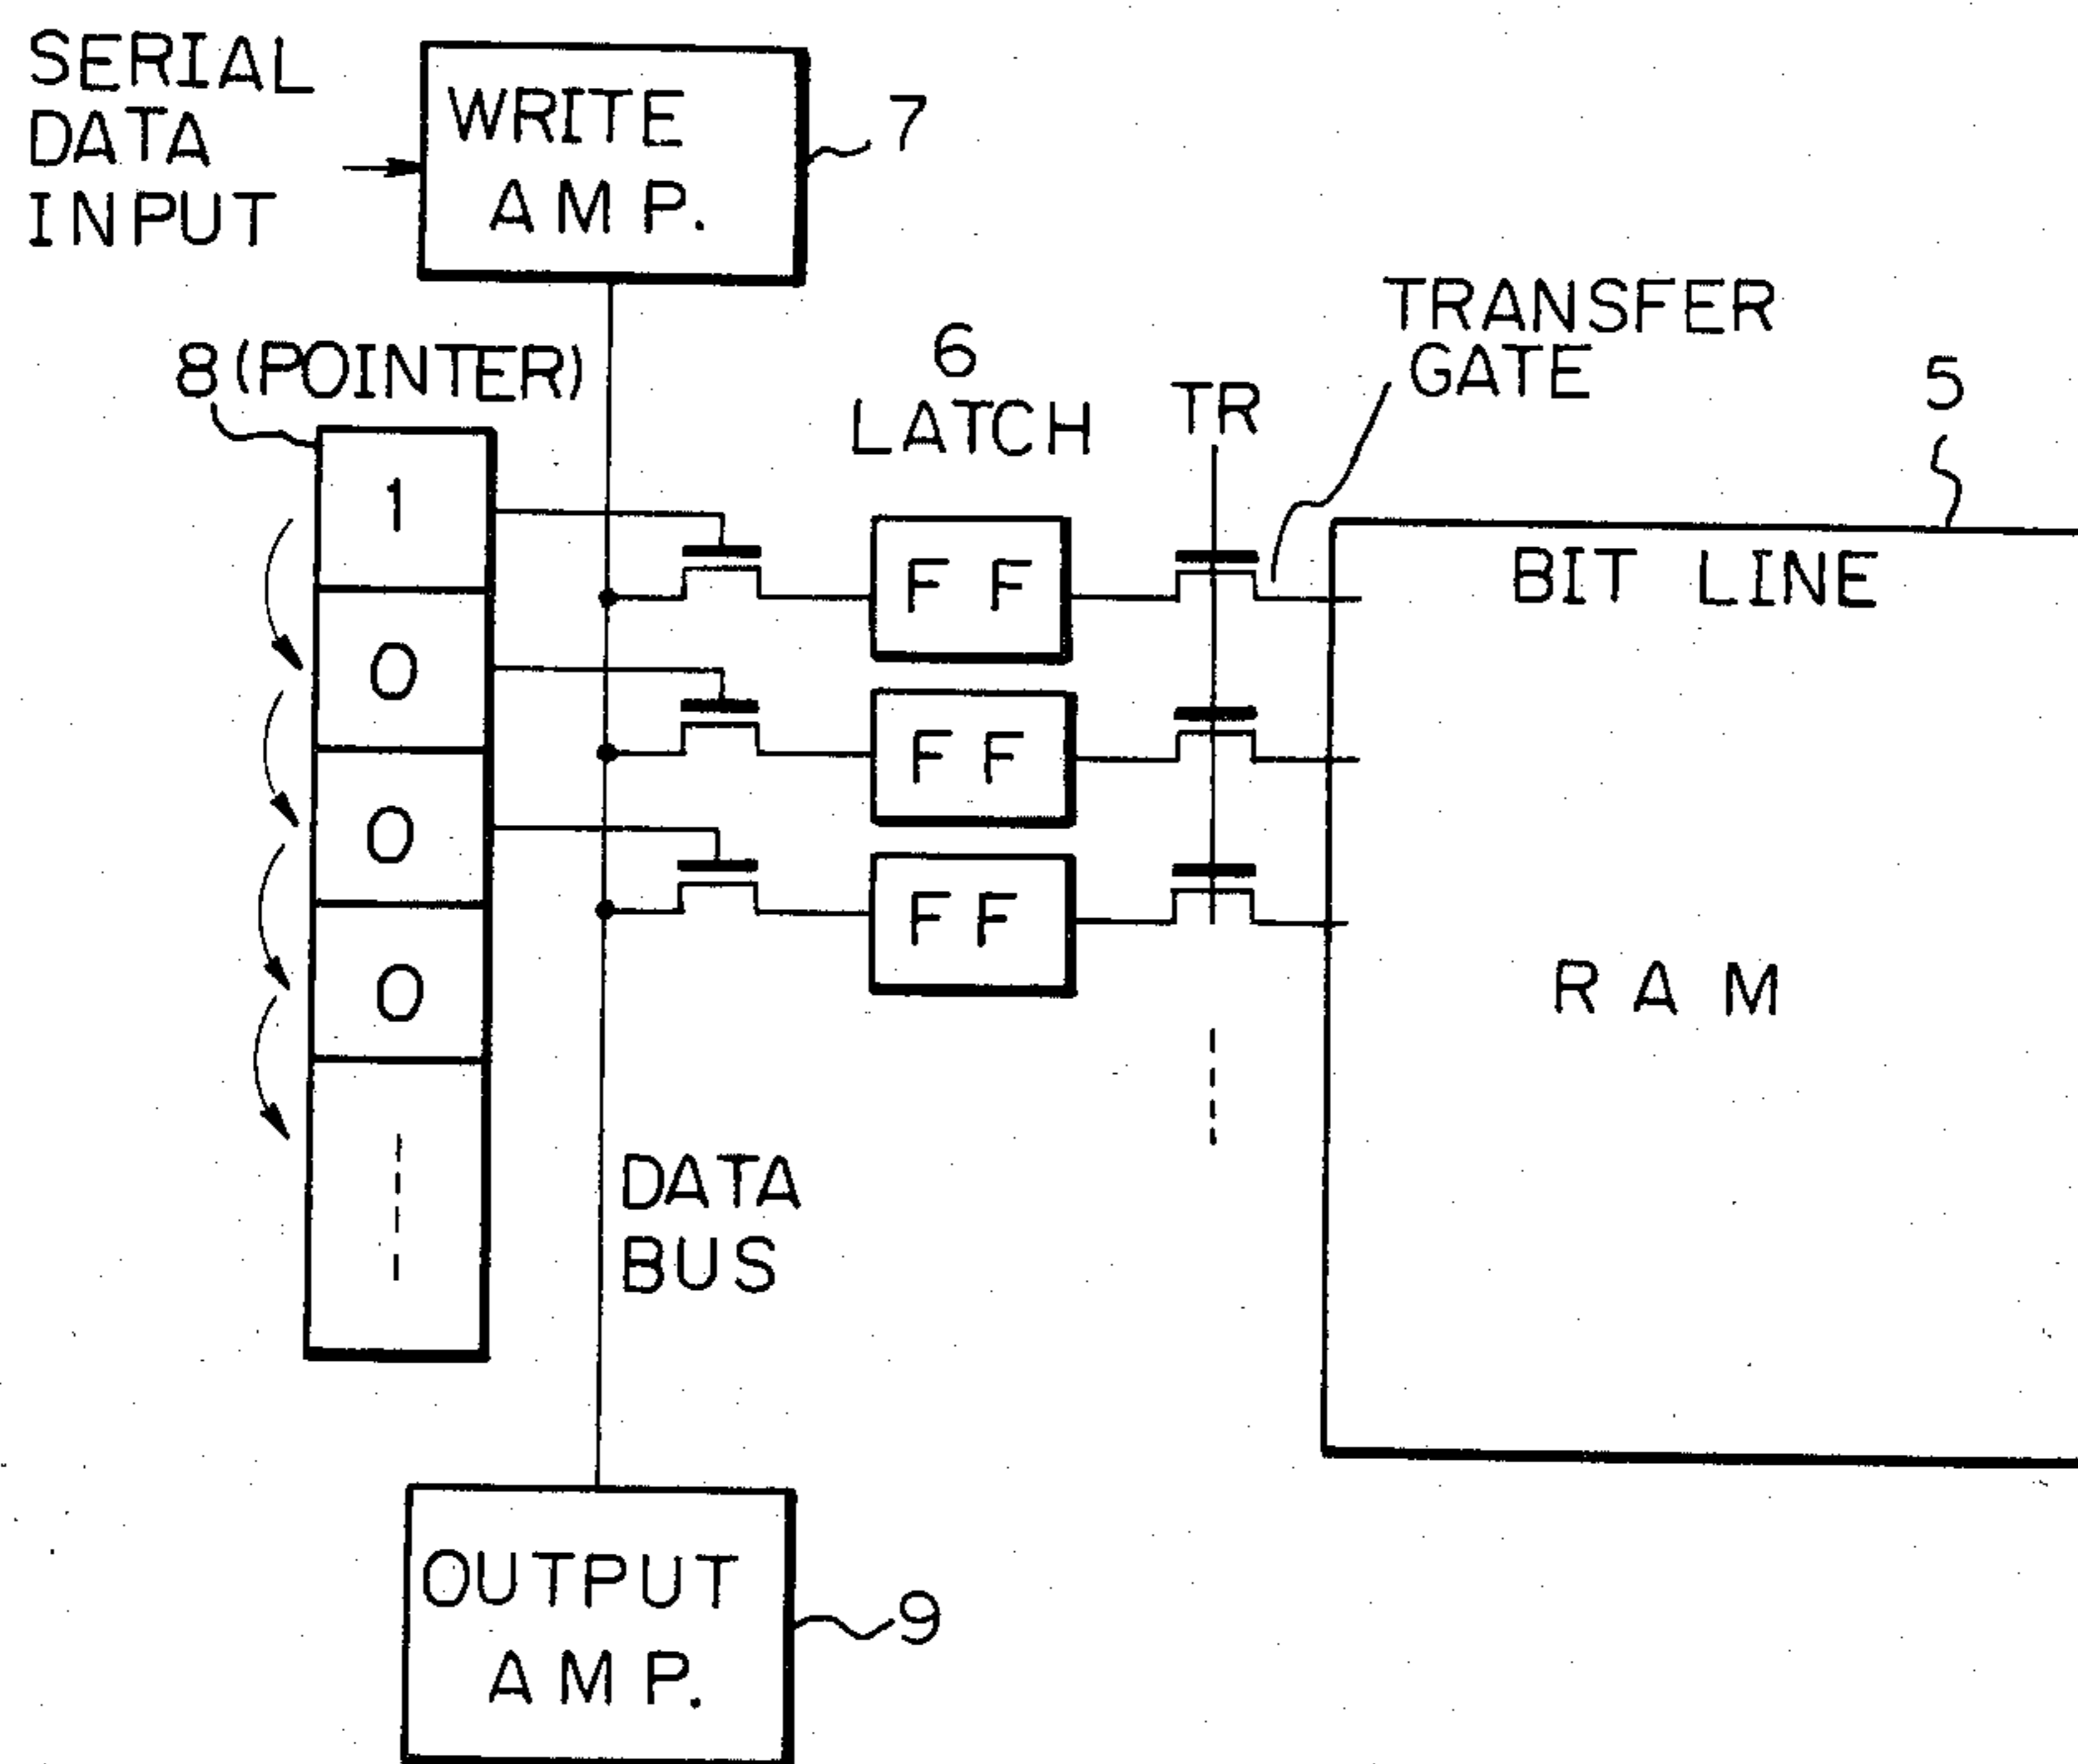 SERIAL
DATA
INPUT
WRITE
AMP.
7
8 (POINTER)
6
LATCH
TR
TRANSFER
GATE
5
1
0
0
0
FF
FF
FF
BIT LINE
RAM
DATA
BUS
OUTPUT
AMP.
9